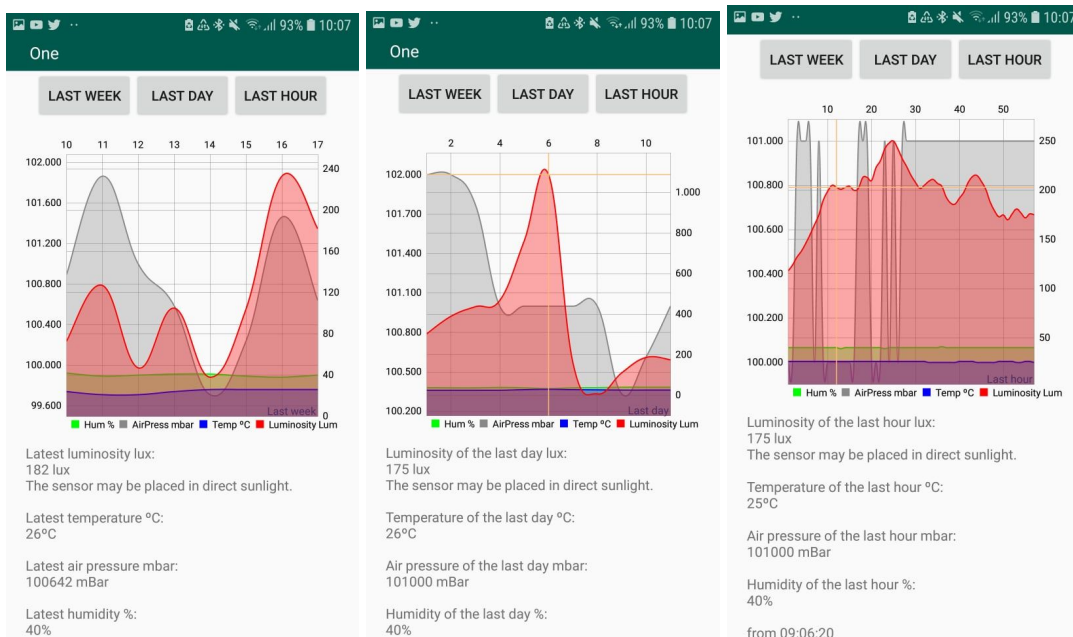 93% 10:07
One
LAST WEEK LAST DAY LAST HOUR
10 11 12 13 14 15 16 17
102.000
101.600
101.200
100.800
100.400
100.000
99.600
240
200
160
120
80
40
0
Last week
Hum % AirPress mbar Temp ºC Luminosity Lum
Latest luminosity lux:
182 lux
The sensor may be placed in direct sunlight.
Latest temperature ºC:
26ºC
Latest air pressure mbar:
100642 mBar
Latest humidity %:
40%
93% 10:07
One
LAST WEEK LAST DAY LAST HOUR
2 4 6 8 10
102.000
101.700
101.400
101.100
100.800
100.500
100.200
1.000
800
600
400
200
0
Last day
Hum % AirPress mbar Temp ºC Luminosity Lum
Luminosity of the last day lux:
175 lux
The sensor may be placed in direct sunlight.
Temperature of the last day ºC:
26ºC
Air pressure of the last day mbar:
101000 mBar
Humidity of the last day %:
40%
93% 10:07
LAST WEEK LAST DAY LAST HOUR
10 20 30 40 50
101.000
100.800
100.600
100.400
100.200
100.000
250
200
150
100
50
Last hour
Hum % AirPress mbar Temp ºC Luminosity Lum
Luminosity of the last hour lux:
175 lux
The sensor may be placed in direct sunlight.
Temperature of the last hour ºC:
25ºC
Air pressure of the last hour mbar:
101000 mBar
Humidity of the last hour %:
40%
from 09:06:20